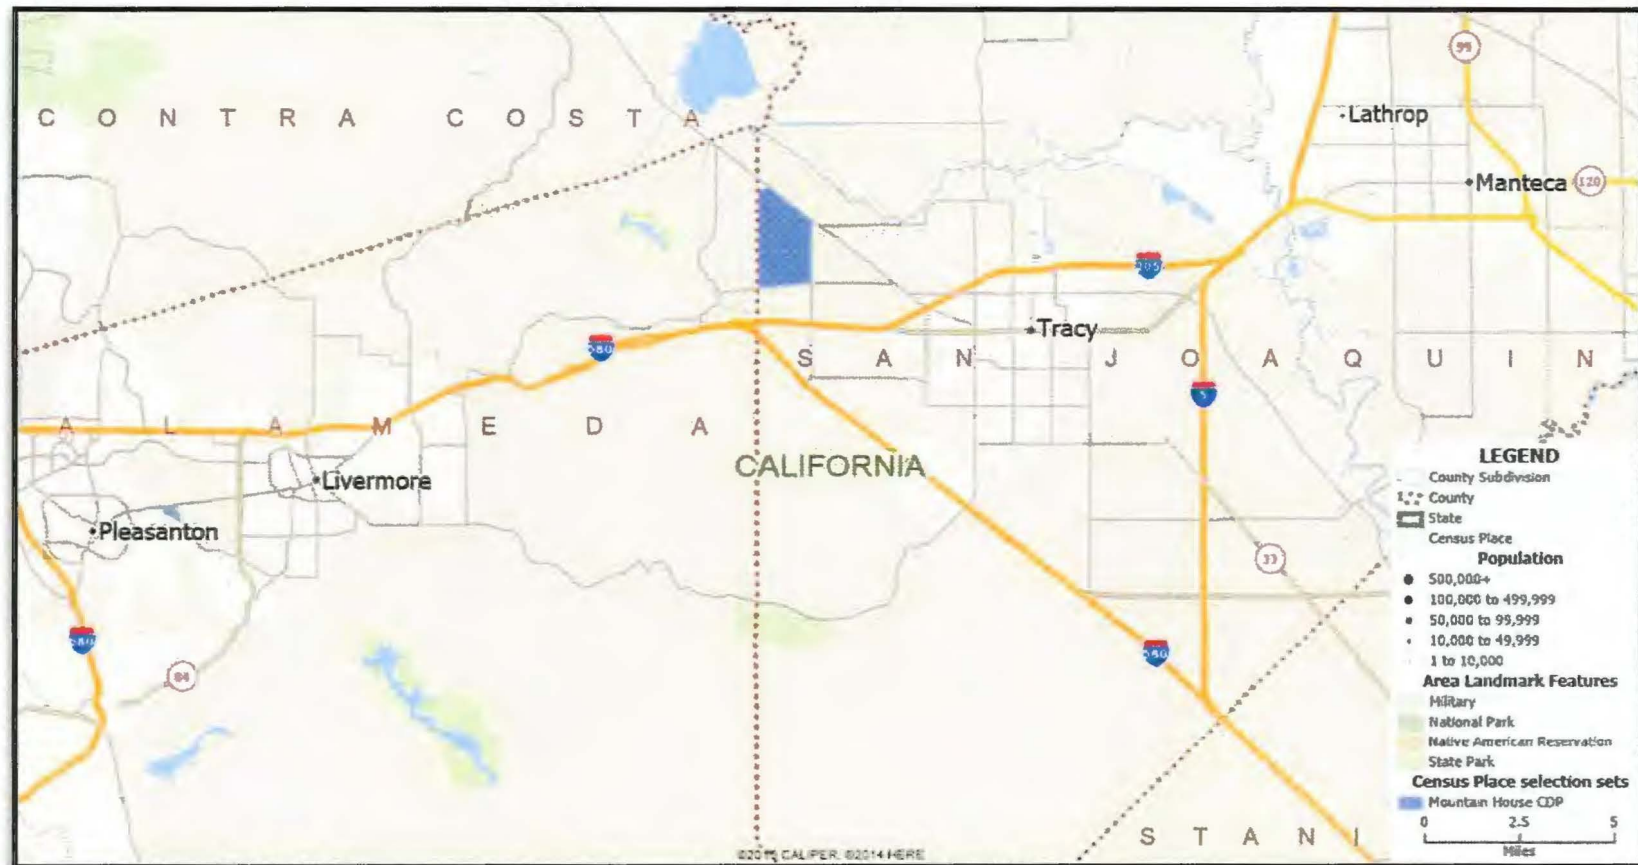 C O N T R A C O S T A
99
Lathrop
Manteca
120
205
580
Tracy
S A N J O A Q U I N
5
A L A M E D A
CALIFORNIA
Livermore
Pleasanton
33
580
84
580
S T A N I
LEGEND
County Subdivision
County
State
Census Place
Population
500,000+
100,000 to 499,999
50,000 to 99,999
10,000 to 49,999
1 to 10,000
Area Landmark Features
Military
National Park
Native American Reservation
State Park
Census Place selection sets
Mountain House CDP
0 2.5 5
Miles
CALIPER; ©2014 HERE